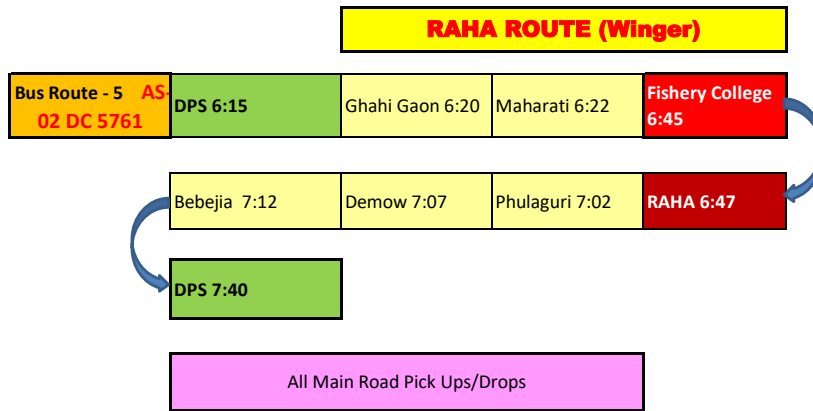 RAHA ROUTE (Winger)
Bus Route - 5 AS-
02 DC 5761
DPS 6:15
Ghahi Gaon 6:20
Maharati 6:22
Fishery College
6:45
Bebejia 7:12
Demow 7:07
Phulaguri 7:02
RAHA 6:47
DPS 7:40
All Main Road Pick Ups/Drops